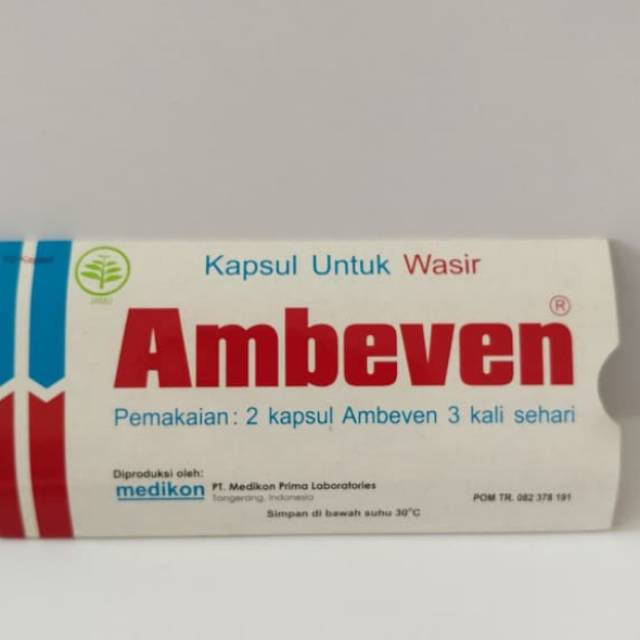 Kapsul Untuk Wasir
JAMU
Ambeven®
Pemakaian: 2 kapsul Ambeven 3 kali sehari
Diproduksi oleh:
medikon PT. Medikon Prima Laboratories
Tangerang, Indonesia
POM TR. 082 378 191
Simpan di bawah suhu 30°C